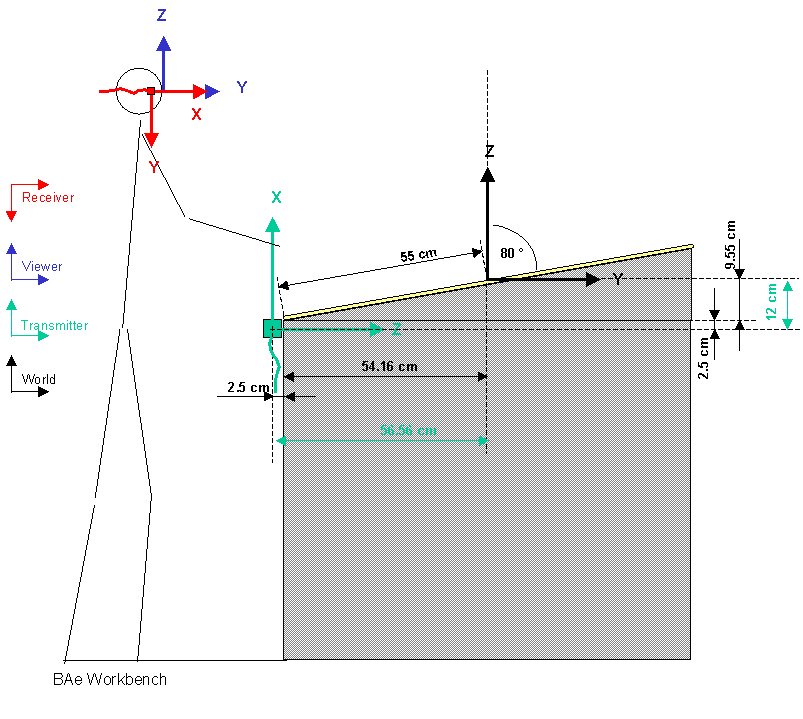 Z
Y
X
Y
Receiver
X
Z
9.55 cm
55 cm
80 °
Viewer
Y
12 cm
Transmitter
Z
2.5 cm
World
54.16 cm
2.5 cm
56.56 cm
BAe Workbench